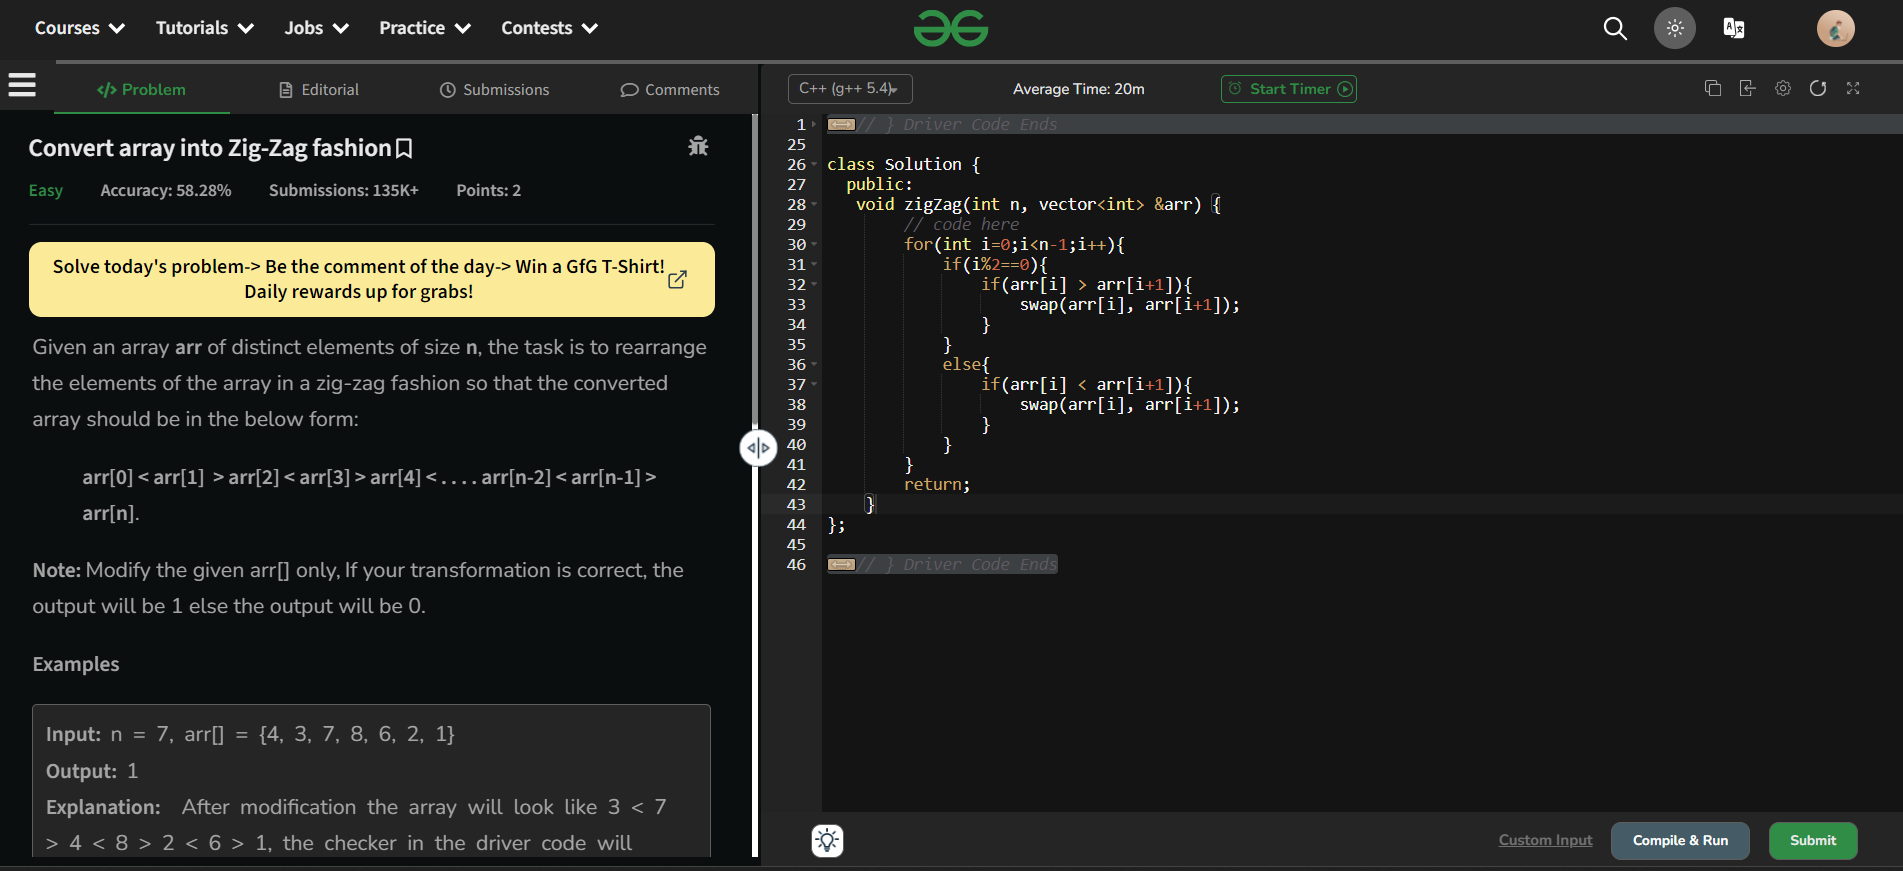 Courses Tutorials Jobs Practice Contests
</> Problem Editorial Submissions Comments
Convert array into Zig-Zag fashion
Easy Accuracy: 58.28% Submissions: 135K+ Points: 2
Solve today's problem-> Be the comment of the day-> Win a GfG T-Shirt!
Daily rewards up for grabs!
Given an array arr of distinct elements of size n, the task is to rearrange
the elements of the array in a zig-zag fashion so that the converted
array should be in the below form:
arr[0] < arr[1] > arr[2] < arr[3] > arr[4] < . . . . arr[n-2] < arr[n-1] >
arr[n].
Note: Modify the given arr[] only, If your transformation is correct, the
output will be 1 else the output will be 0.
Examples
Input: n = 7, arr[] = {4, 3, 7, 8, 6, 2, 1}
Output: 1
Explanation: After modification the array will look like 3 < 7
> 4 < 8 > 2 < 6 > 1, the checker in the driver code will
C++ (g++ 5.4) Average Time: 20m Start Timer
1 // } Driver Code Ends
25
26 class Solution {
27 public:
28 void zigZag(int n, vector<int> &arr) {
29 // code here
30 for(int i=0;i<n-1;i++){
31 if(i%2==0){
32 if(arr[i] > arr[i+1]){
33 swap(arr[i], arr[i+1]);
34 }
35 }
36 else{
37 if(arr[i] < arr[i+1]){
38 swap(arr[i], arr[i+1]);
39 }
40 }
41 }
42 return;
43 }
44 };
45
46 // } Driver Code Ends
Custom Input Compile & Run Submit